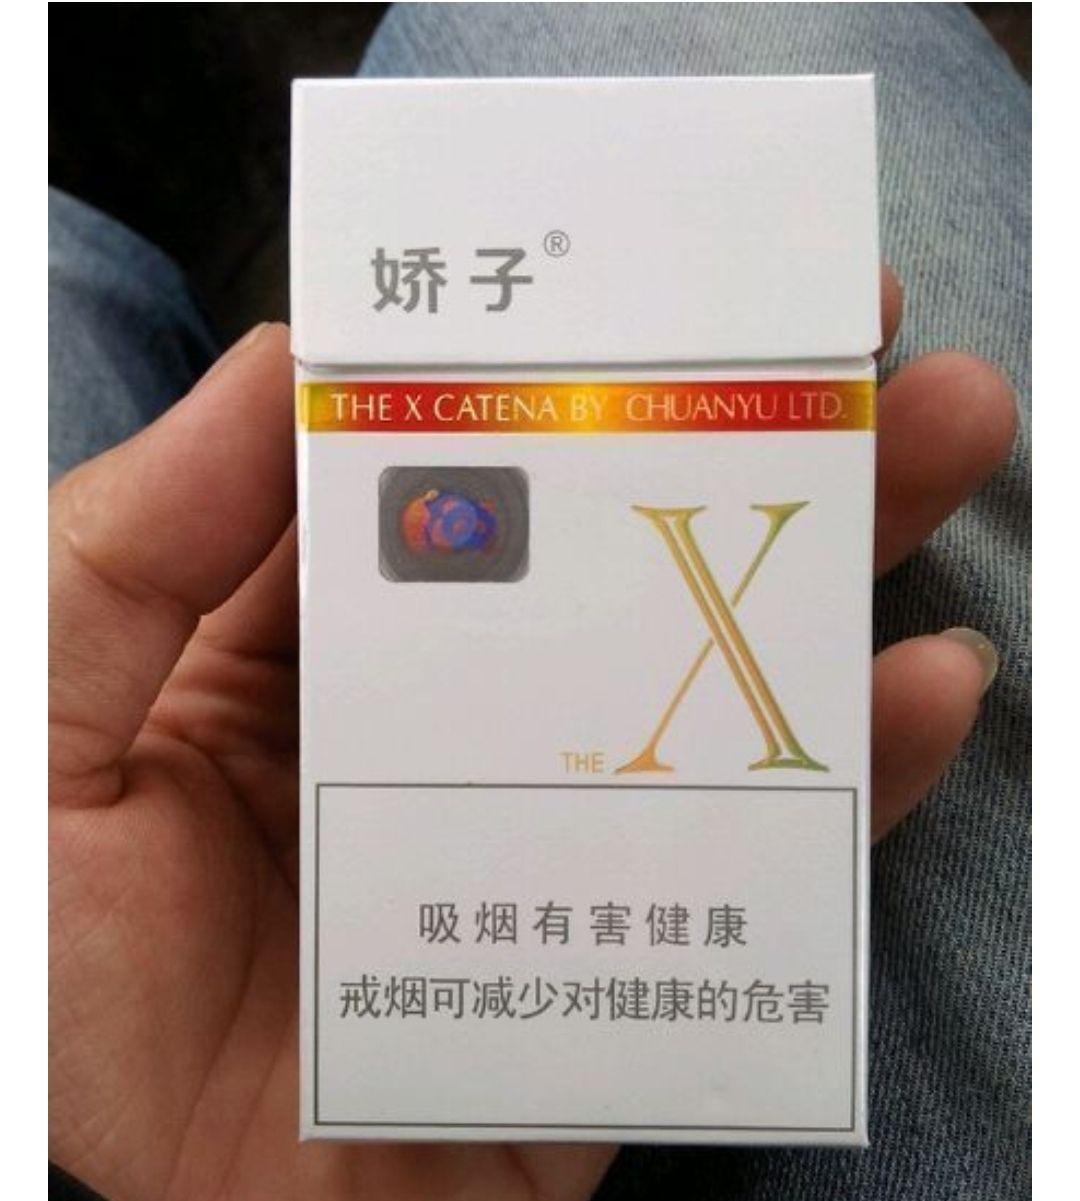 娇子®
THE X CATENA BY CHUANYU LTD.
THE X
吸烟有害健康
戒烟可减少对健康的危害